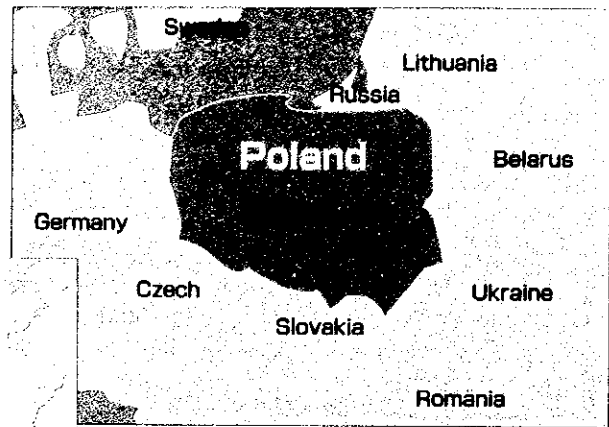 Sweden
Lithuania
Russia
Poland
Belarus
Germany
Czech
Ukraine
Slovakia
Romania